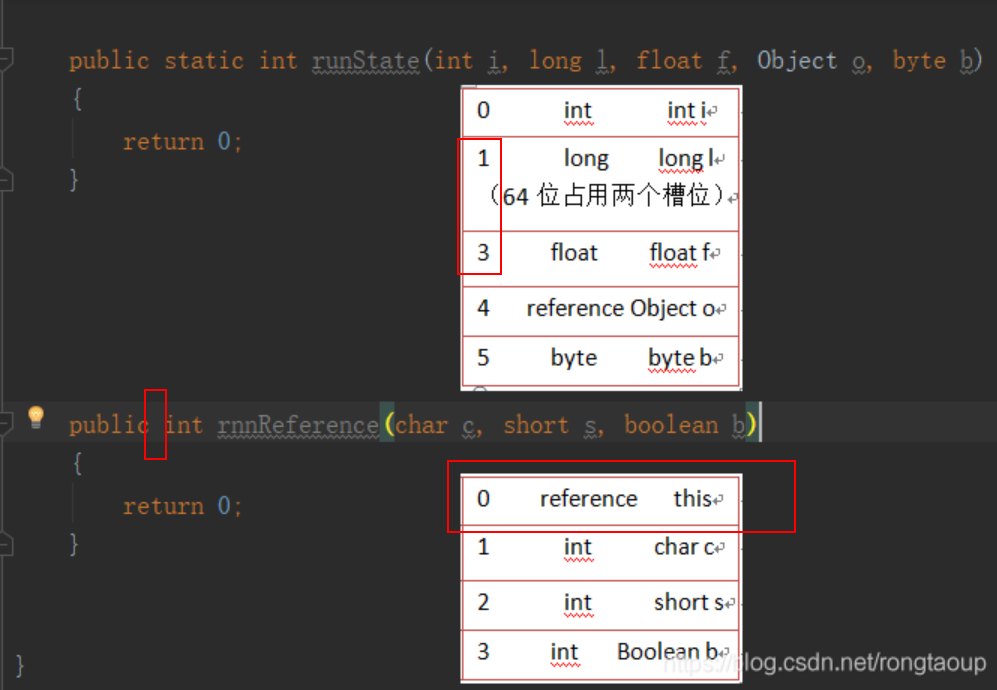 public static int runState(int i, long l, float f, Object o, byte b)
{
return 0;
}
0 int int i
1 long long l
(64 位占用两个槽位)
3 float float f
4 reference Object o
5 byte byte b
public int rnnReference(char c, short s, boolean b)
{
return 0;
}
0 reference this
1 int char c
2 int short s
3 int Boolean b
}
https://blog.csdn.net/rongtaoup